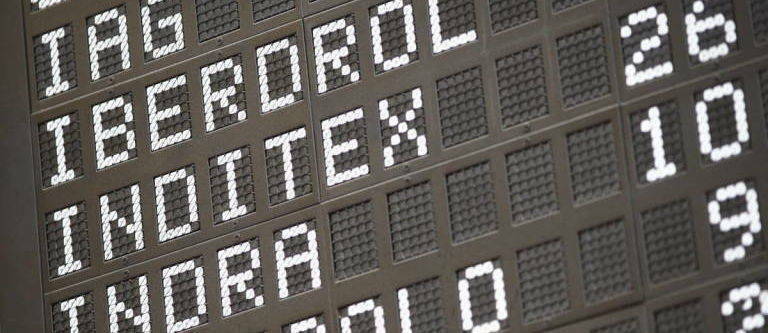 IAG
IBERDROL
INDITEX 26
INDRA 10
9